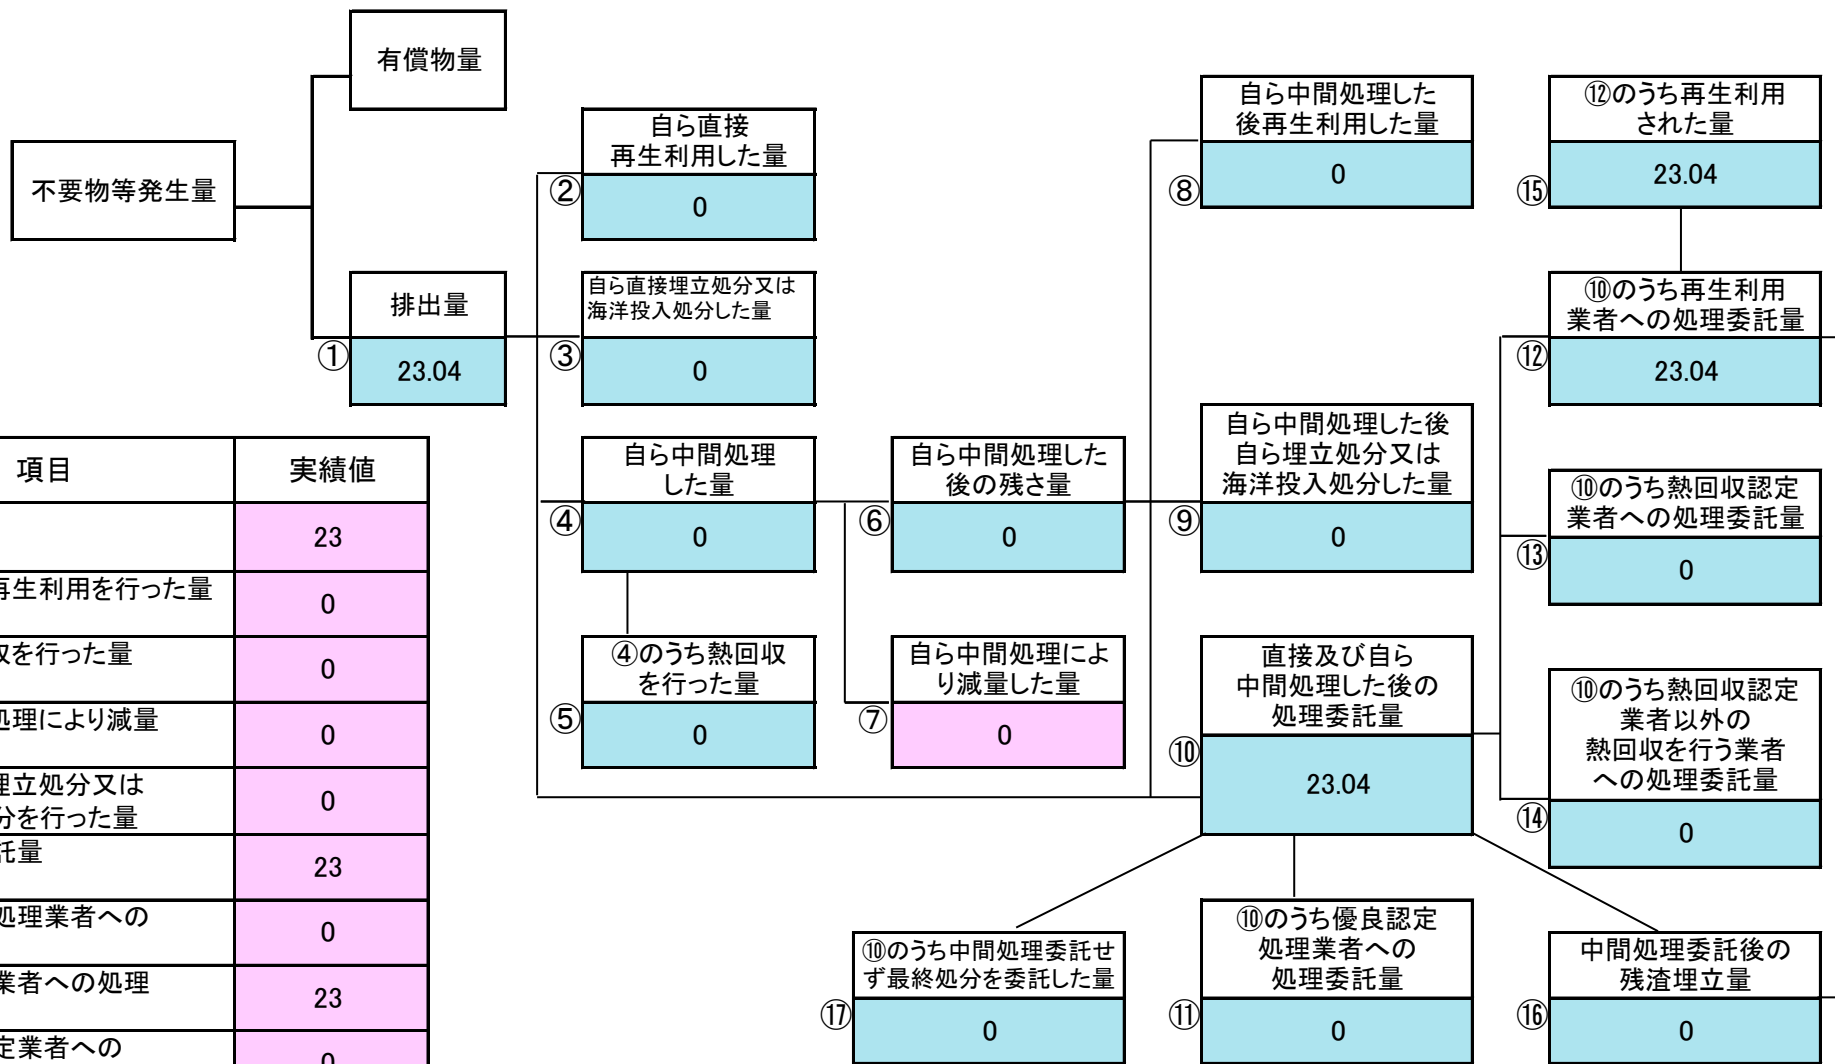 有償物量
不要物等発生量
排出量
①
23.04
自ら直接
再生利用した量
②
0
自ら直接埋立処分又は
海洋投入処分した量
③
0
自ら中間処理
した量
④
0
④のうち熱回収
を行った量
⑤
0
自ら中間処理した
後の残さ量
⑥
0
自ら中間処理によ
り減量した量
⑦
0
自ら中間処理した
後再生利用した量
⑧
0
自ら中間処理した後
自ら埋立処分又は
海洋投入処分した量
⑨
0
直接及び自ら
中間処理した後の
処理委託量
⑩
23.04
⑩のうち優良認定
処理業者への
処理委託量
⑪
0
⑫のうち再生利用
された量
⑮
23.04
⑩のうち再生利用
業者への処理委託量
⑫
23.04
⑩のうち熱回収認定
業者への処理委託量
⑬
0
⑩のうち熱回収認定
業者以外の
熱回収を行う業者
への処理委託量
⑭
0
中間処理委託後の
残渣埋立量
⑯
0
⑩のうち中間処理委託せ
ず最終処分を委託した量
⑰
0
項目 実績値
23
再生利用を行った量
0
収を行った量
0
処理により減量
0
埋立処分又は
分を行った量
0
託量
23
処理業者への
0
業者への処理
23
定業者への
0